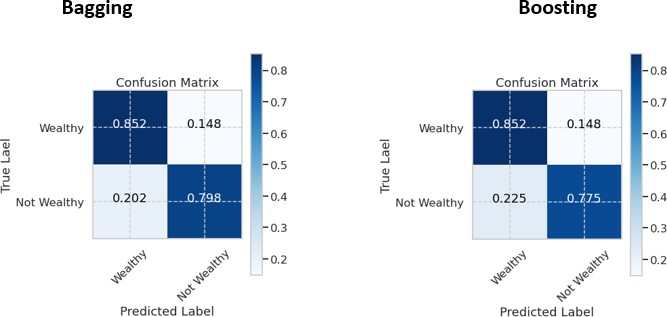 Bagging
Boosting
Confusion Matrix
True Lael
Wealthy
Not Wealthy
0.852
0.148
0.202
0.798
Wealthy
Not Wealthy
Predicted Label
0.8
0.7
0.6
0.5
0.4
0.3
0.2
Confusion Matrix
True Label
Wealthy
Not Wealthy
0.852
0.148
0.225
0.775
Wealthy
Not Wealthy
Predicted Label
0.8
0.7
0.6
0.5
0.4
0.3
0.2